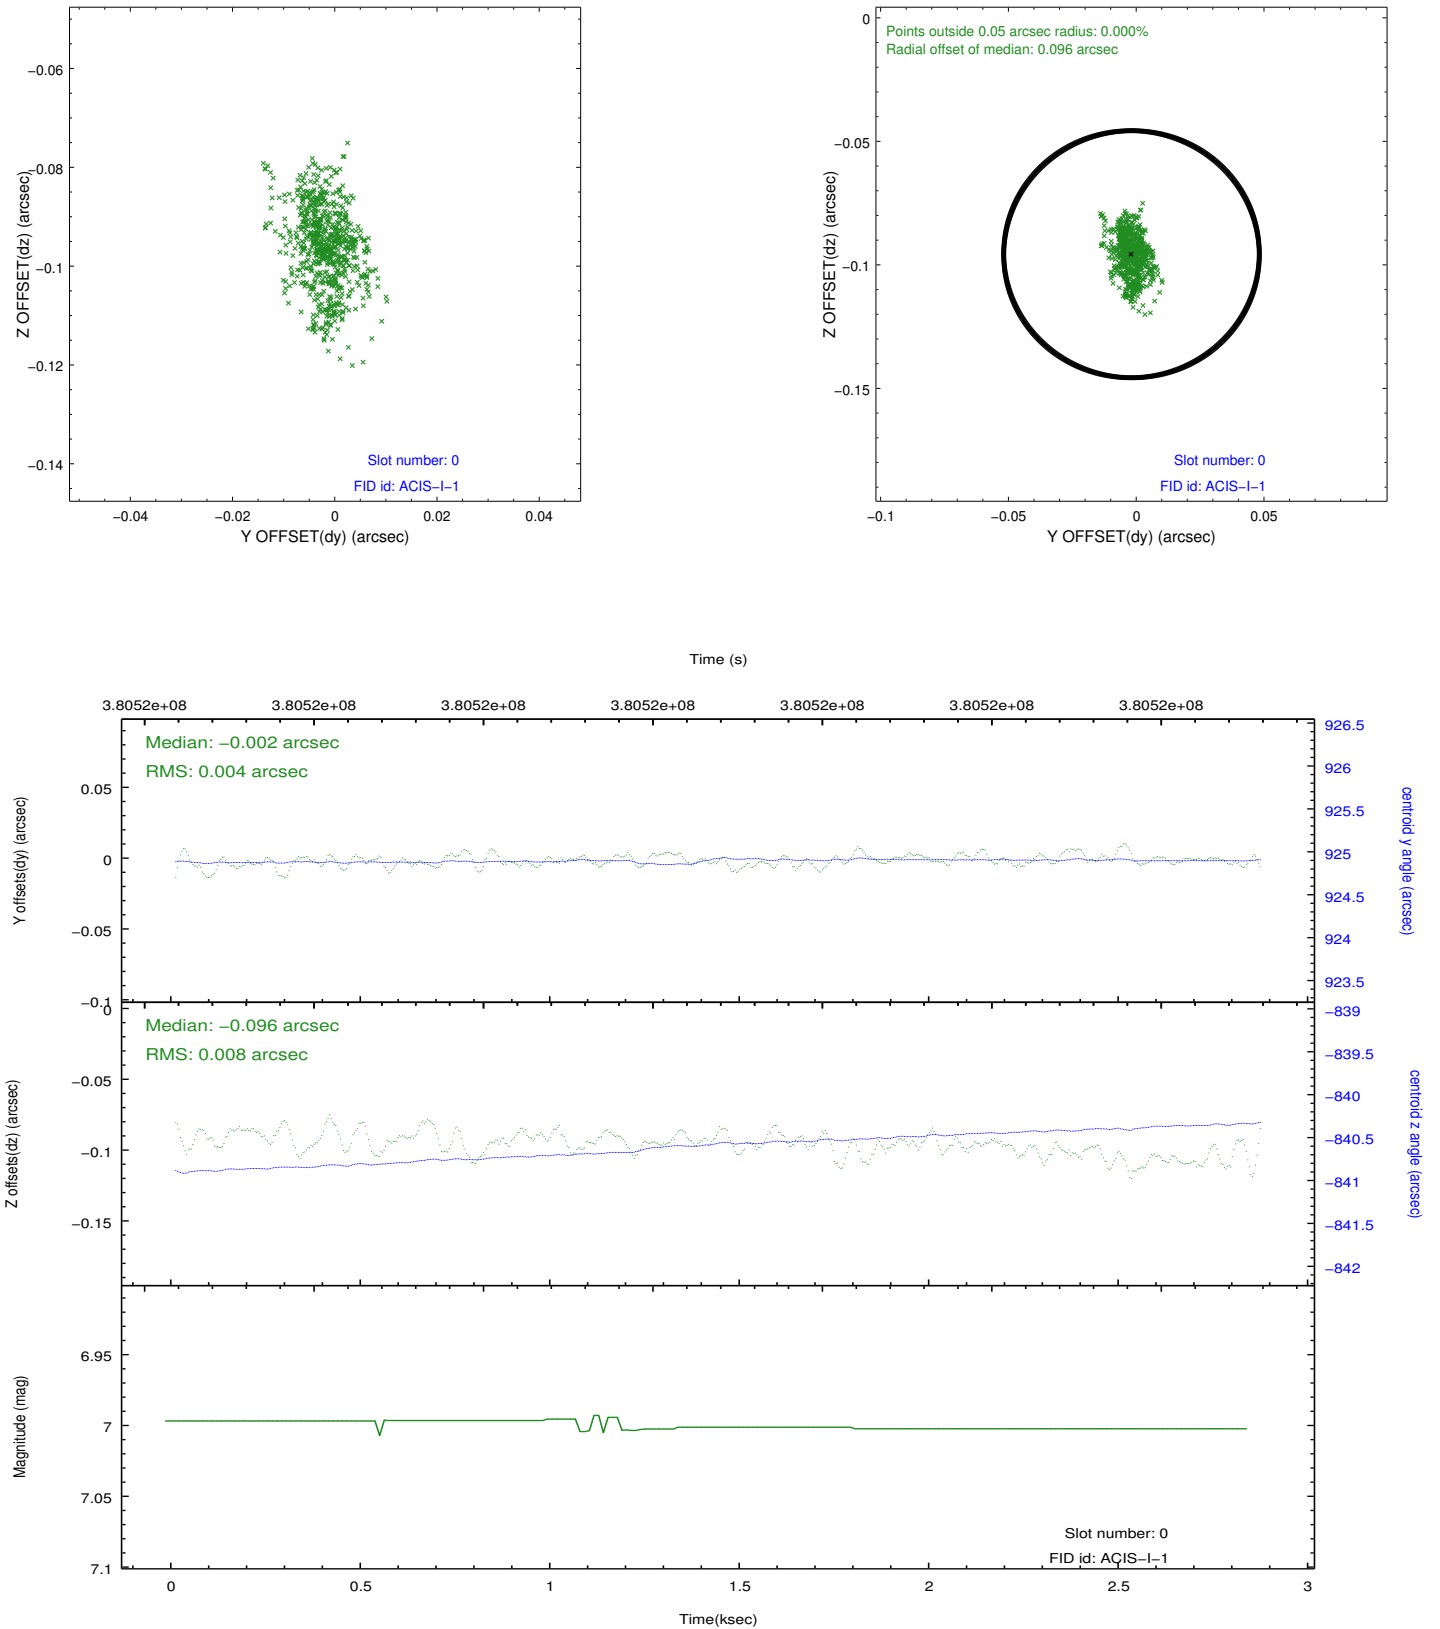 −0.06
−0.08
−0.1
−0.12
−0.14
Z OFFSET(dz) (arcsec)
Slot number: 0
FID id: ACIS−I−1
−0.04 −0.02 0 0.02 0.04
Y OFFSET(dy) (arcsec)
Points outside 0.05 arcsec radius: 0.000%
Radial offset of median: 0.096 arcsec
0
−0.05
−0.1
−0.15
Z OFFSET(dz) (arcsec)
Slot number: 0
FID id: ACIS−I−1
−0.1 −0.05 0 0.05
Y OFFSET(dy) (arcsec)
Time (s)
3.8052e+08 3.8052e+08 3.8052e+08 3.8052e+08 3.8052e+08 3.8052e+08 3.8052e+08
Median: −0.002 arcsec
RMS: 0.004 arcsec
0.05
0
−0.05
−0.1
Y offsets(dy) (arcsec)
926.5
926
925.5
925
924.5
924
923.5
centroid y angle (arcsec)
Median: −0.096 arcsec
RMS: 0.008 arcsec
0
−0.05
−0.1
−0.15
Z offsets(dz) (arcsec)
−839
−839.5
−840
−840.5
−841
−841.5
−842
centroid z angle (arcsec)
6.95
7
7.05
7.1
Magnitude (mag)
Slot number: 0
FID id: ACIS−I−1
0 0.5 1 1.5 2 2.5 3
Time(ksec)